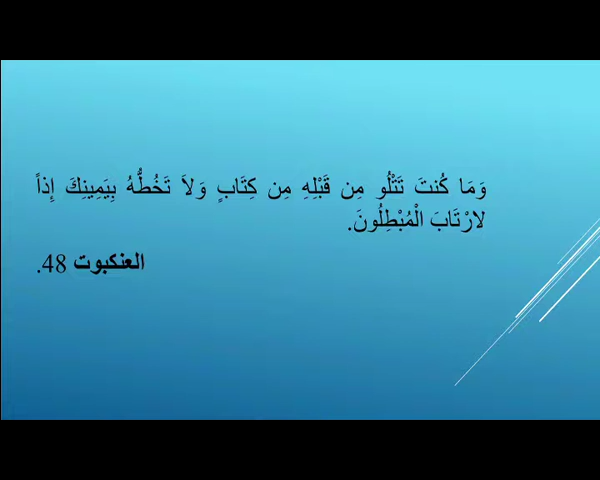 وَمَا كُنتَ تَتْلُو مِن قَبْلِهِ مِن كِتَابٍ وَلاَ تَخُطُّهُ بِيَمِينِكَ إِذاً
لارْتَابَ الْمُبْطِلُونَ.
العنكبوت 48.